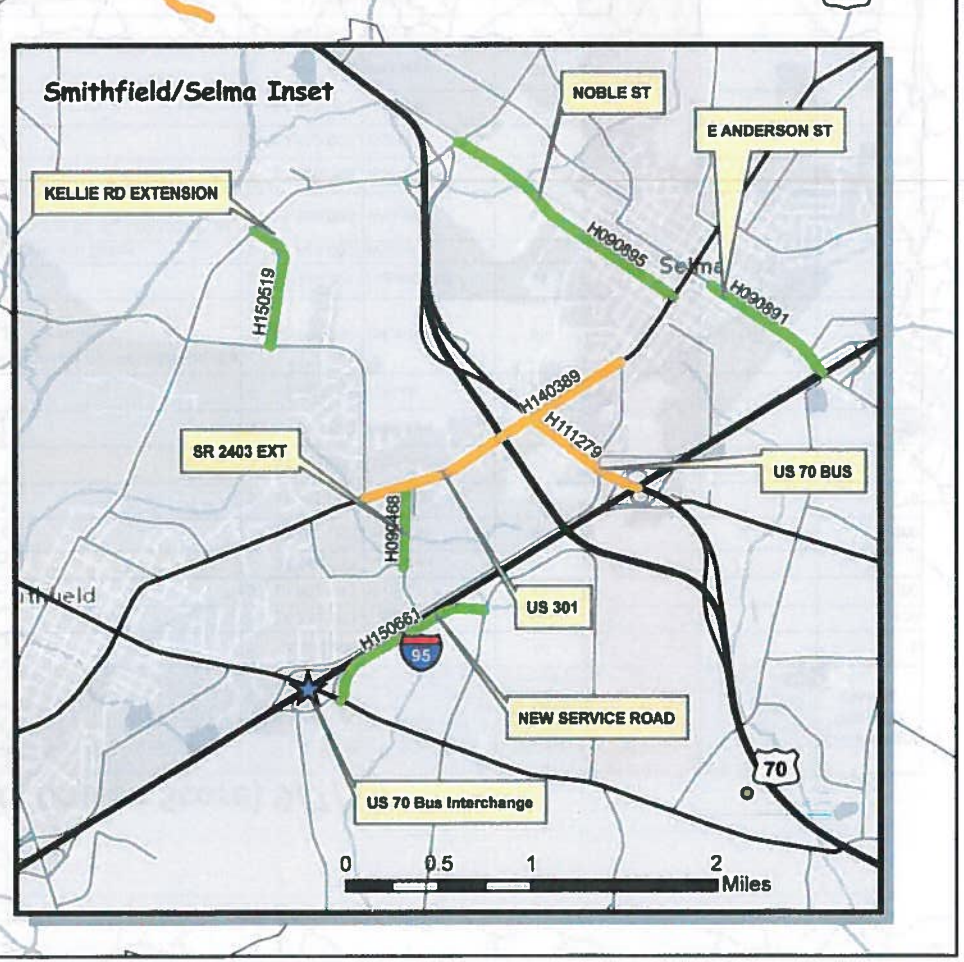 Smithfield/Selma Inset
NOBLE ST
E ANDERSON ST
KELLIE RD EXTENSION
H090895
Selma
H150519
H090891
H140389
H111279
SR 2403 EXT
US 70 BUS
H090468
US 301
H150661
95
NEW SERVICE ROAD
70
US 70 Bus Interchange
0 0.5 1 2
Miles